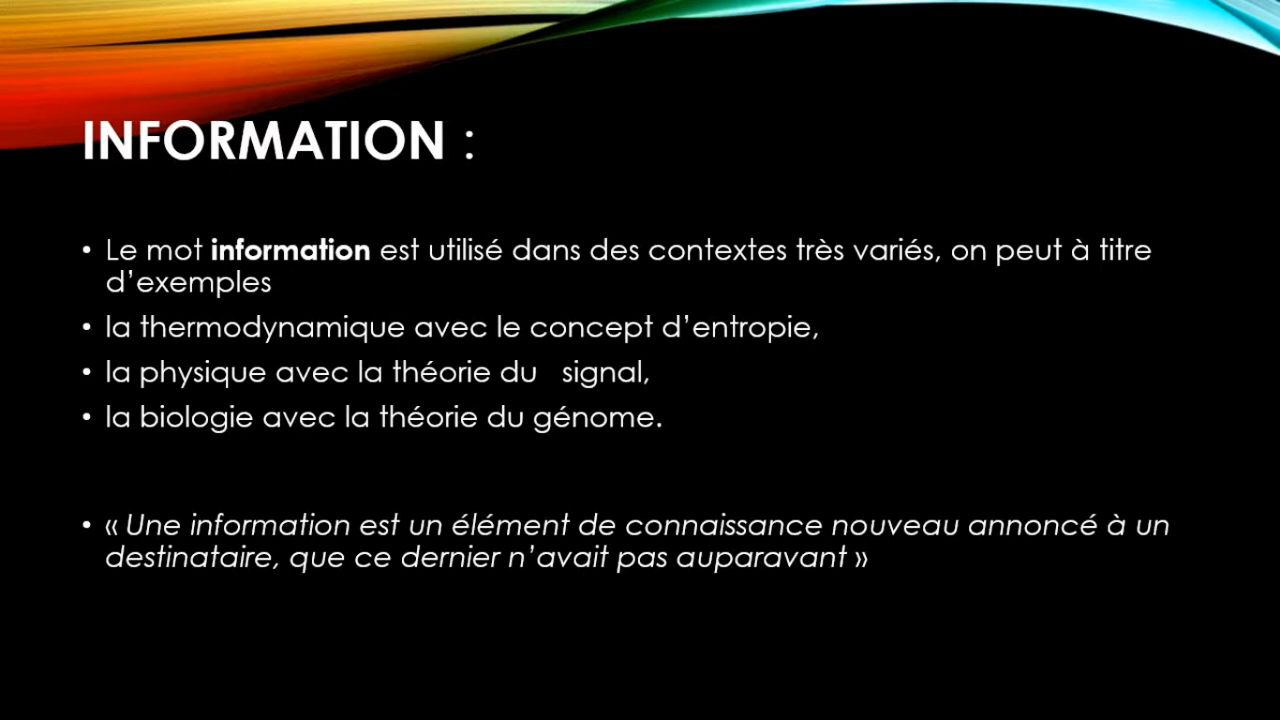 INFORMATION :
• Le mot information est utilisé dans des contextes très variés, on peut à titre
d’exemples
• la thermodynamique avec le concept d’entropie,
• la physique avec la théorie du   signal,
• la biologie avec la théorie du génome.
• « Une information est un élément de connaissance nouveau annoncé à un
destinataire, que ce dernier n’avait pas auparavant »